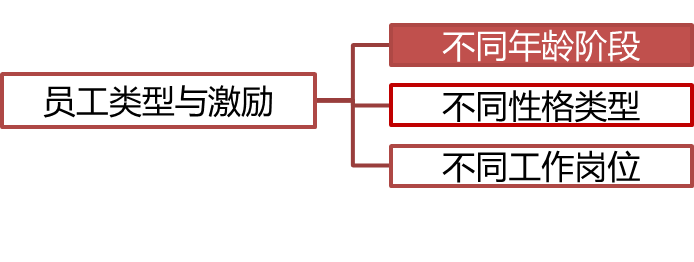 员工类型与激励
不同年龄阶段
不同性格类型
不同工作岗位